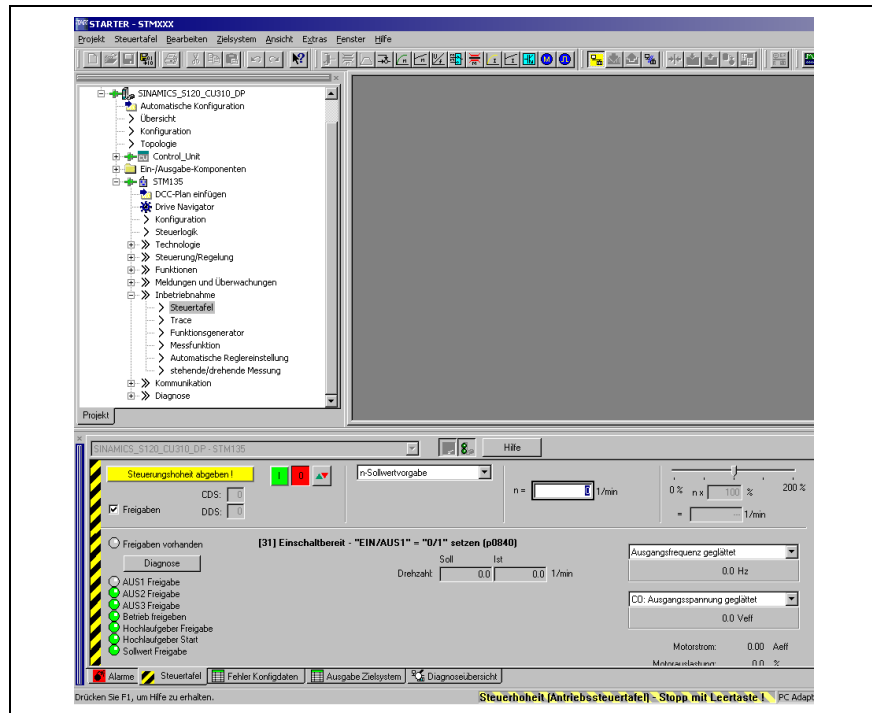 STARTER - STMXXX
Projekt Steuertafel Bearbeiten Zielsystem Ansicht Extras Fenster Hilfe
SINAMICS_S120_CU310_DP
Automatische Konfiguration
Übersicht
Konfiguration
Topologie
Control_Unit
Ein-/Ausgabe-Komponenten
STM135
DCC-Plan einfügen
Drive Navigator
Konfiguration
Steuerlogik
Technologie
Steuerung/Regelung
Funktionen
Meldungen und Überwachungen
Inbetriebnahme
Steuertafel
Trace
Funktionsgenerator
Messfunktion
Automatische Reglereinstellung
stehende/drehende Messung
Kommunikation
Diagnose
Projekt
SINAMICS_S120_CU310_DP - STM135
Hilfe
Steuerungshoheit abgeben !
I 0
n-Sollwertvorgabe
n = 0 1/min
0 % n x 100 % 200 %
CDS: 0
Freigaben
DDS: 0
= -- 1/min
Freigaben vorhanden
[31] Einschaltbereit - "EIN/AUS1" = "0/1" setzen (p0840)
Diagnose
Soll Ist
Drehzahl: 0.0 0.0 1/min
Ausgangsfrequenz geglättet
0.0 Hz
AUS1 Freigabe
AUS2 Freigabe
AUS3 Freigabe
Betrieb freigeben
Hochlaufgeber Freigabe
Hochlaufgeber Start
Sollwert Freigabe
CO: Ausgangsspannung geglättet
0.0 Veff
Motorstrom: 0.00 Aeff
Motorauslastung: 0.0 %
Alarme Steuertafel Fehler Konfigdaten Ausgabe Zielsystem Diagnoseübersicht
Drücken Sie F1, um Hilfe zu erhalten.
Steuerhoheit (Antriebssteuertafel) - Stopp mit Leertaste !
PC Adapt